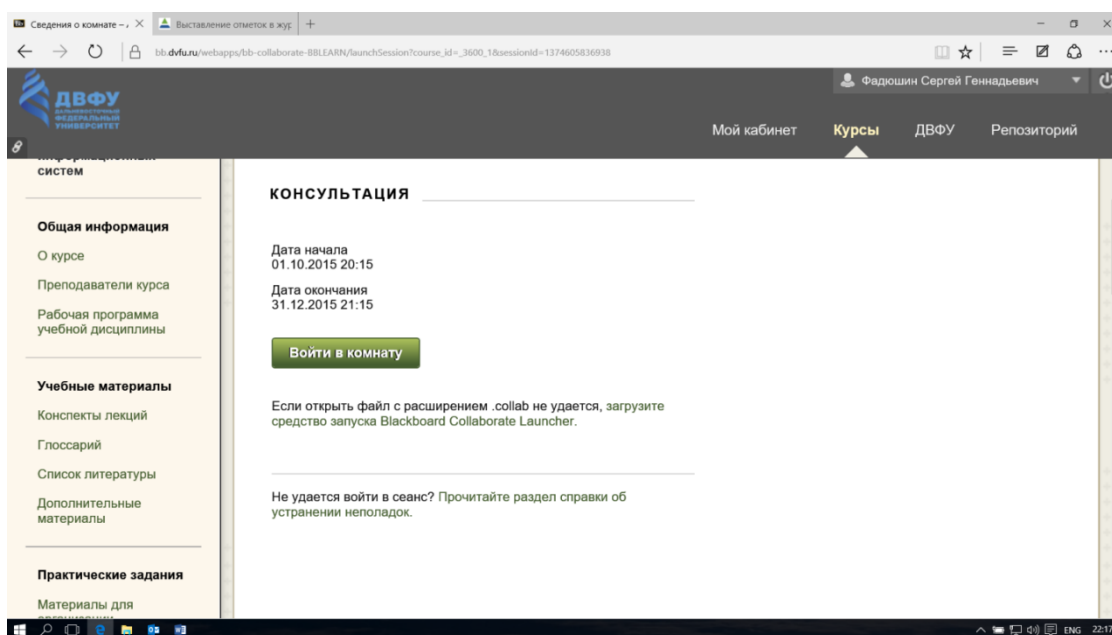 Сведения о комнате –
Выставление отметок в жур
bb.dvfu.ru/webapps/bb-collaborate-BBLEARN/launchSession?course_id=_3600_1&sessionId=1374605836938
ДВФУ
ДАЛЬНЕВОСТОЧНЫЙ
ФЕДЕРАЛЬНЫЙ
УНИВЕРСИТЕТ
Фадюшин Сергей Геннадьевич
Мой кабинет
Курсы
ДВФУ
Репозиторий
информационных
систем
Общая информация
О курсе
Преподаватели курса
Рабочая программа
учебной дисциплины
Учебные материалы
Конспекты лекций
Глоссарий
Список литературы
Дополнительные
материалы
Практические задания
Материалы для
КОНСУЛЬТАЦИЯ
Дата начала
01.10.2015 20:15
Дата окончания
31.12.2015 21:15
Войти в комнату
Если открыть файл с расширением .collab не удается, загрузите
средство запуска Blackboard Collaborate Launcher.
Не удается войти в сеанс? Прочитайте раздел справки об
устранении неполадок.
ENG
22:17